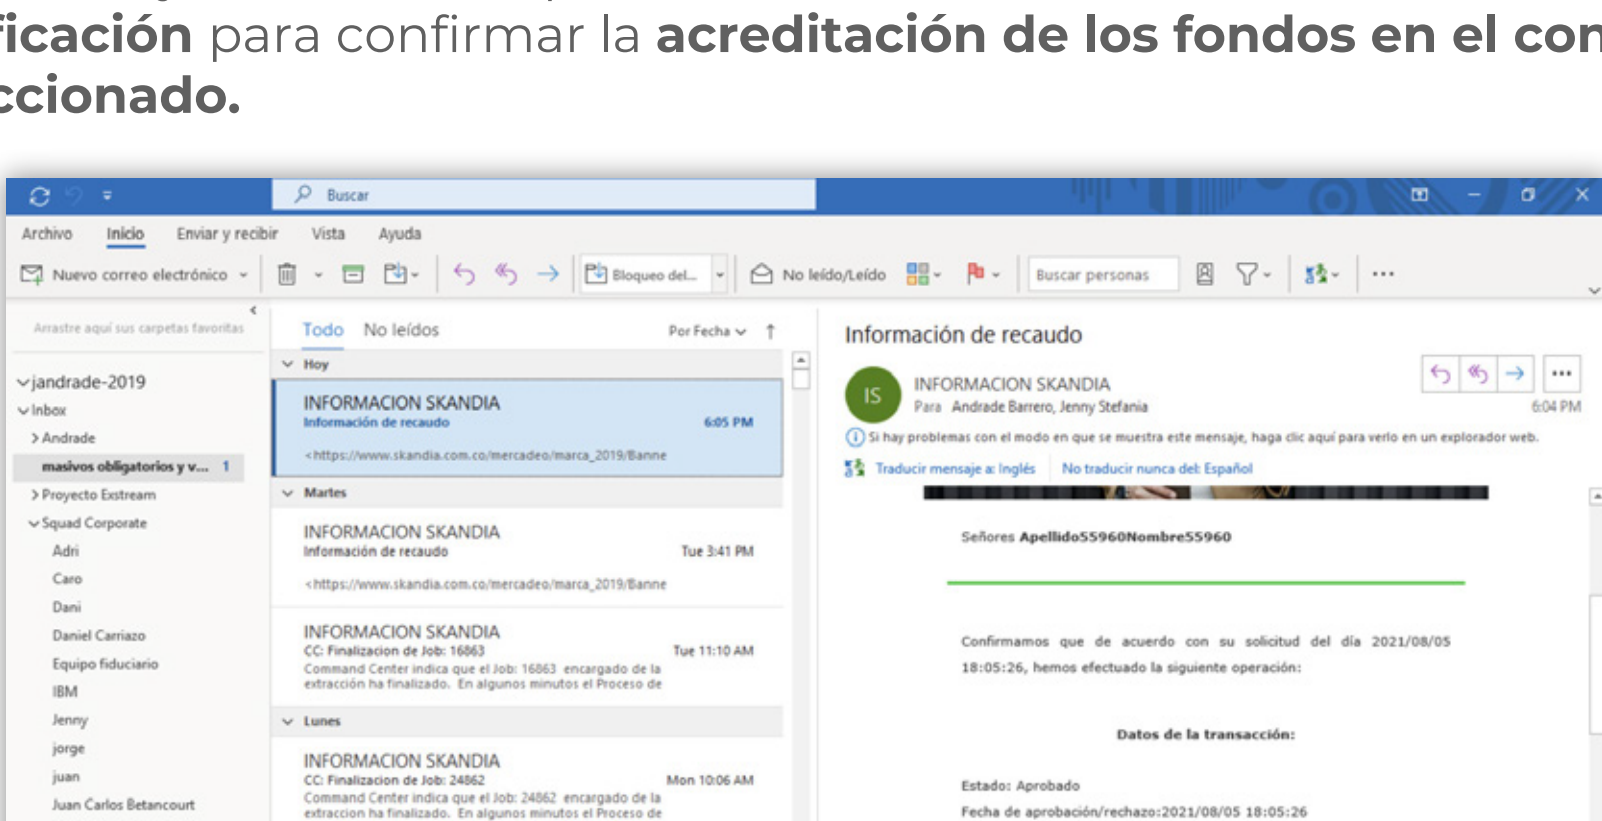 ficación para confirmar la acreditación de los fondos en el con
ccionado.
Buscar
Archivo Inicio Enviar y recibir Vista Ayuda
Nuevo correo electrónico Bloqueo del... No leído/Leído Buscar personas ...
Arrastre aquí sus carpetas favoritas
jandrade-2019
Inbox
Andrade
masivos obligatorios y v... 1
Proyecto Exstream
Squad Corporate
Adri
Caro
Dani
Daniel Carriazo
Equipo fiduciario
IBM
Jenny
jorge
juan
Juan Carlos Betancourt
Todo No leídos Por Fecha
Hoy
INFORMACION SKANDIA
Información de recaudo 6:05 PM
<https://www.skandia.com.co/mercadeo/marca_2019/Banne
Martes
INFORMACION SKANDIA
Información de recaudo Tue 3:41 PM
<https://www.skandia.com.co/mercadeo/marca_2019/Banne
INFORMACION SKANDIA
CC: Finalizacion de Job: 16863 Tue 11:10 AM
Command Center indica que el Job: 16863 encargado de la
extracción ha finalizado. En algunos minutos el Proceso de
Lunes
INFORMACION SKANDIA
CC: Finalizacion de Job: 24862 Mon 10:06 AM
Command Center indica que el Job: 24862 encargado de la
extraccion ha finalizado. En algunos minutos el Proceso de
Información de recaudo
IS
INFORMACION SKANDIA
Para Andrade Barrero, Jenny Stefania 6:04 PM
Si hay problemas con el modo en que se muestra este mensaje, haga clic aquí para verlo en un explorador web.
Traducir mensaje a: Inglés No traducir nunca del: Español
Señores Apellido55960Nombre55960
Confirmamos que de acuerdo con su solicitud del día 2021/08/05
18:05:26, hemos efectuado la siguiente operación:
Datos de la transacción:
Estado: Aprobado
Fecha de aprobación/rechazo:2021/08/05 18:05:26